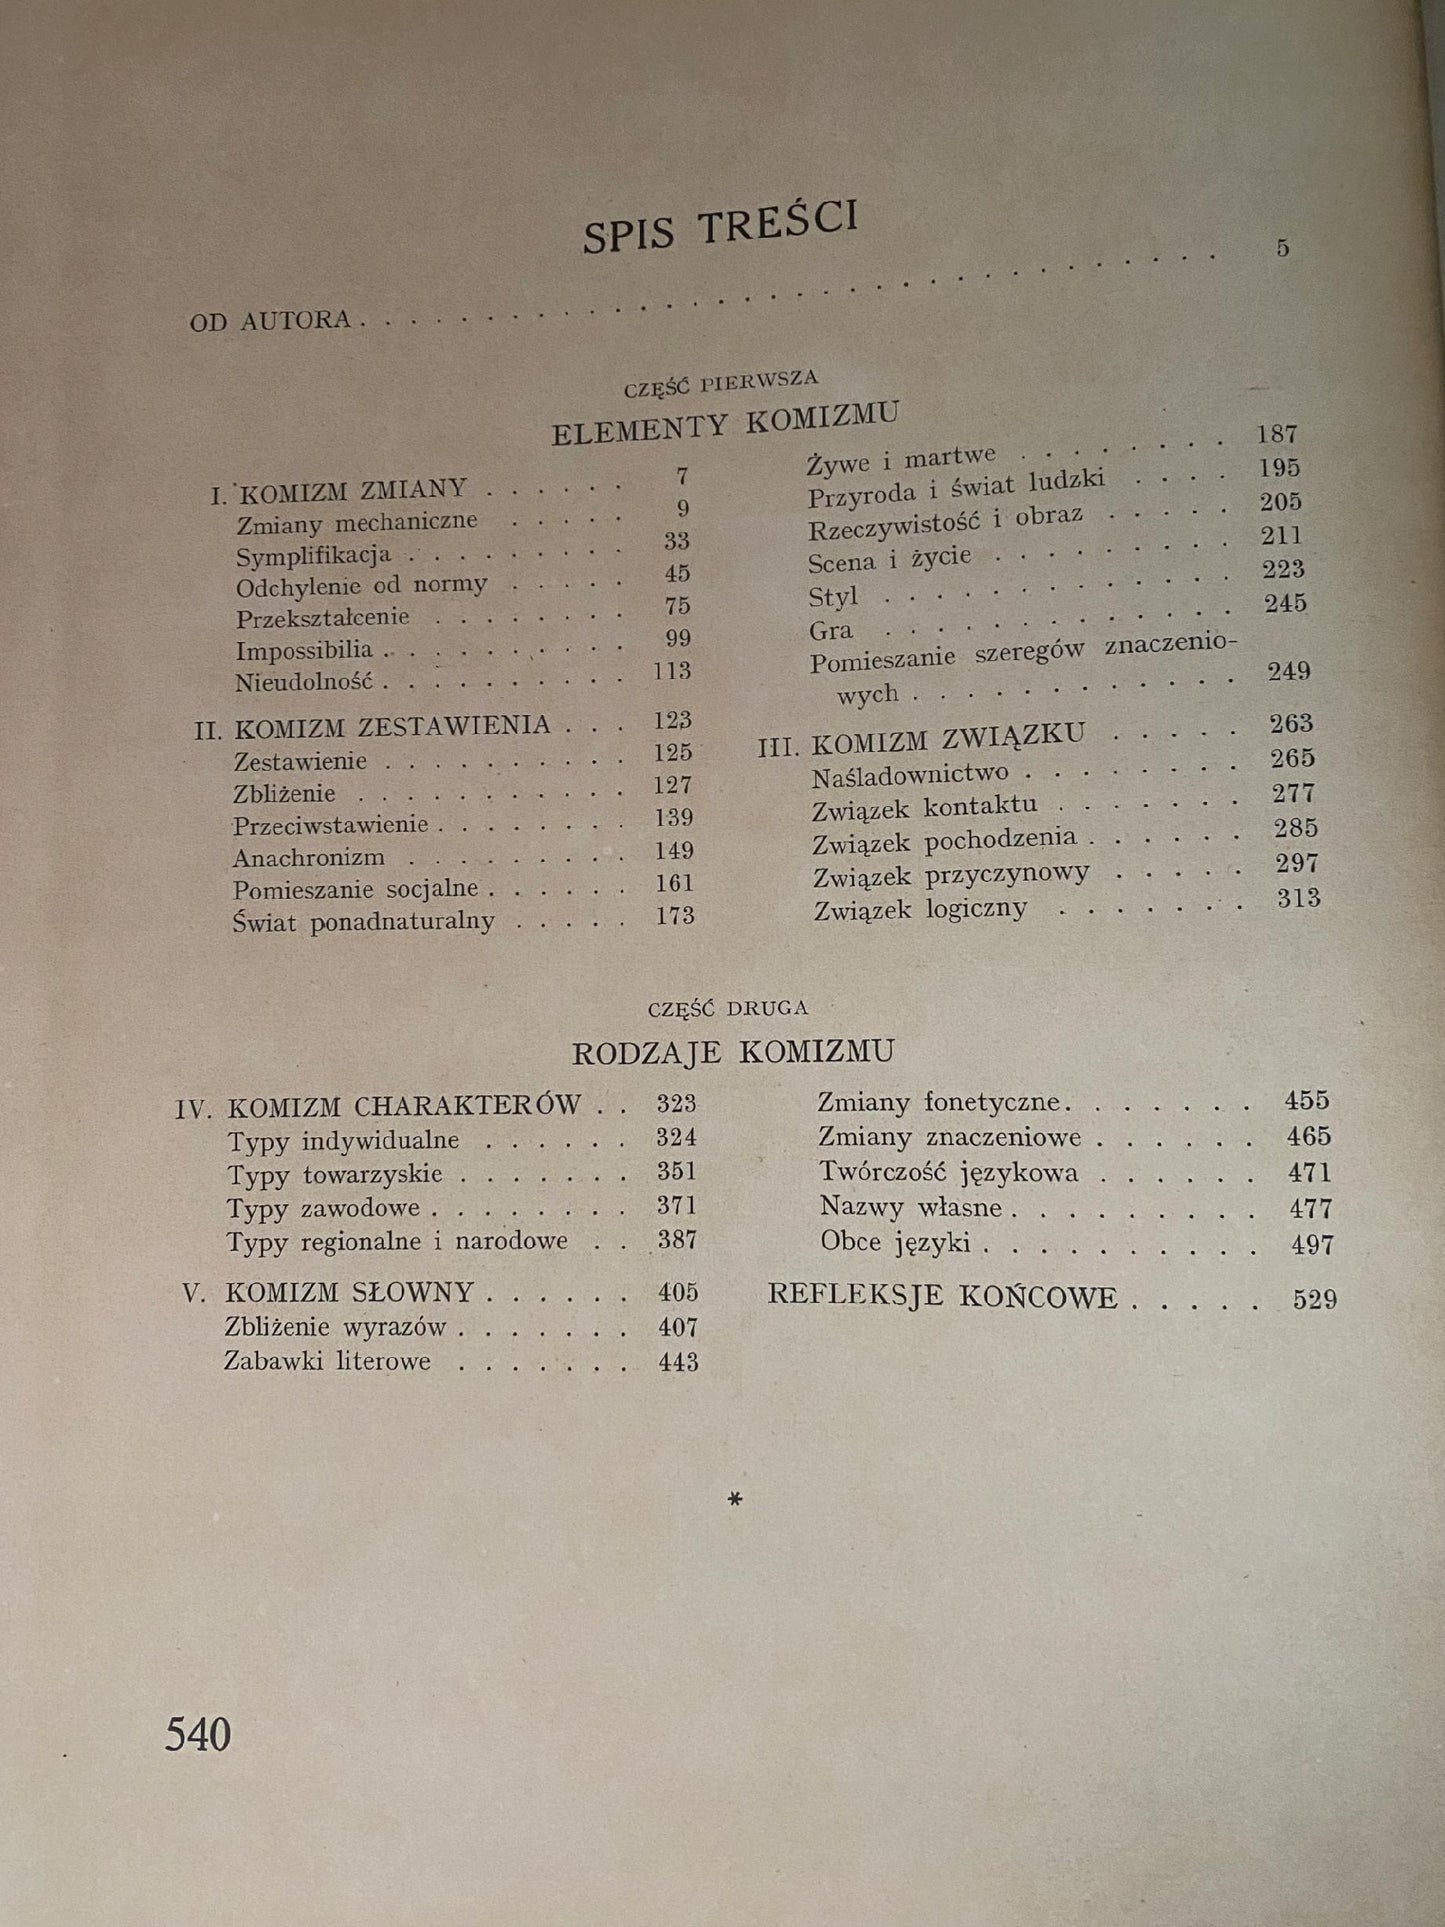 SPIS TREŚCI
OD AUTORA . . . . . . . . . . . . . . . . . . . . . . . . . . . . . . . . . 5
CZĘŚĆ PIERWSZA
ELEMENTY KOMIZMU
I. KOMIZM ZMIANY . . . . . . 7
Zmiany mechaniczne . . . . . 9
Symplifikacja . . . . . . . . . 33
Odchylenie od normy . . . . . 45
Przekształcenie . . . . . . . . 75
Impossibilia . . . . . . . . . . 99
Nieudolność . . . . . . . . . . 113
II. KOMIZM ZESTAWIENIA . . . 123
Zestawienie . . . . . . . . . . 125
Zbliżenie . . . . . . . . . . . 127
Przeciwstawienie . . . . . . . . 139
Anachronizm . . . . . . . . . 149
Pomieszanie socjalne . . . . . . 161
Świat ponadnaturalny . . . . . 173
Żywe i martwe . . . . . . . . 187
Przyroda i świat ludzki . . . . 195
Rzeczywistość i obraz . . . . . 205
Scena i życie . . . . . . . . . 211
Styl . . . . . . . . . . . . . 223
Gra . . . . . . . . . . . . . 245
Pomieszanie szeregów znaczenio-
wych . . . . . . . . . . . . 249
III. KOMIZM ZWIĄZKU . . . . . 263
Naśladownictwo . . . . . . . . 265
Związek kontaktu . . . . . . . 277
Związek pochodzenia . . . . . . 285
Związek przyczynowy . . . . . 297
Związek logiczny . . . . . . . 313
CZĘŚĆ DRUGA
RODZAJE KOMIZMU
IV. KOMIZM CHARAKTERÓW . . 323
Typy indywidualne . . . . . . 324
Typy towarzyskie . . . . . . . 351
Typy zawodowe . . . . . . . . 371
Typy regionalne i narodowe . . 387
V. KOMIZM SŁOWNY . . . . . . 405
Zbliżenie wyrazów . . . . . . . 407
Zabawki literowe . . . . . . . 443
Zmiany fonetyczne . . . . . . . 455
Zmiany znaczeniowe . . . . . . 465
Twórczość językowa . . . . . . 471
Nazwy własne . . . . . . . . . 477
Obce języki . . . . . . . . . . 497
REFLEKSJE KOŃCOWE . . . . . 529
*
540